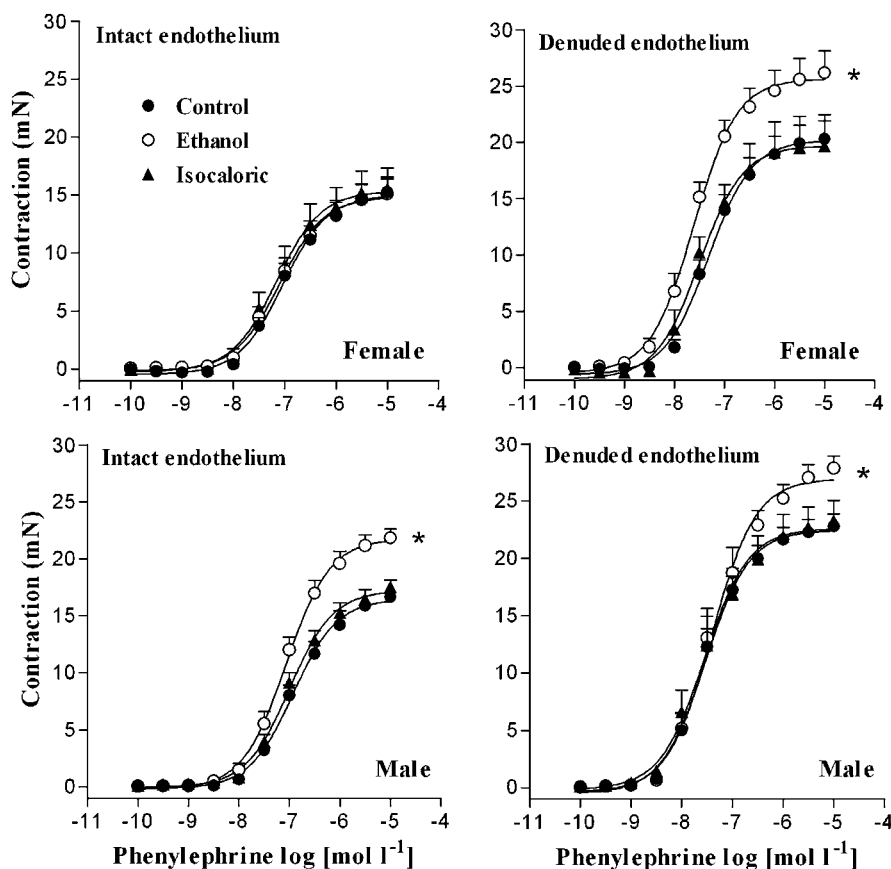 Intact endothelium
Control
Ethanol
Isocaloric
Female
Contraction (mN)
30
25
20
15
10
5
0
-11 -10 -9 -8 -7 -6 -5 -4
Denuded endothelium
*
Female
30
25
20
15
10
5
0
-11 -10 -9 -8 -7 -6 -5 -4
Intact endothelium
*
Male
Contraction (mN)
30
25
20
15
10
5
0
-11 -10 -9 -8 -7 -6 -5 -4
Phenylephrine log [mol l⁻¹]
Denuded endothelium
*
Male
30
25
20
15
10
5
0
-11 -10 -9 -8 -7 -6 -5 -4
Phenylephrine log [mol l⁻¹]